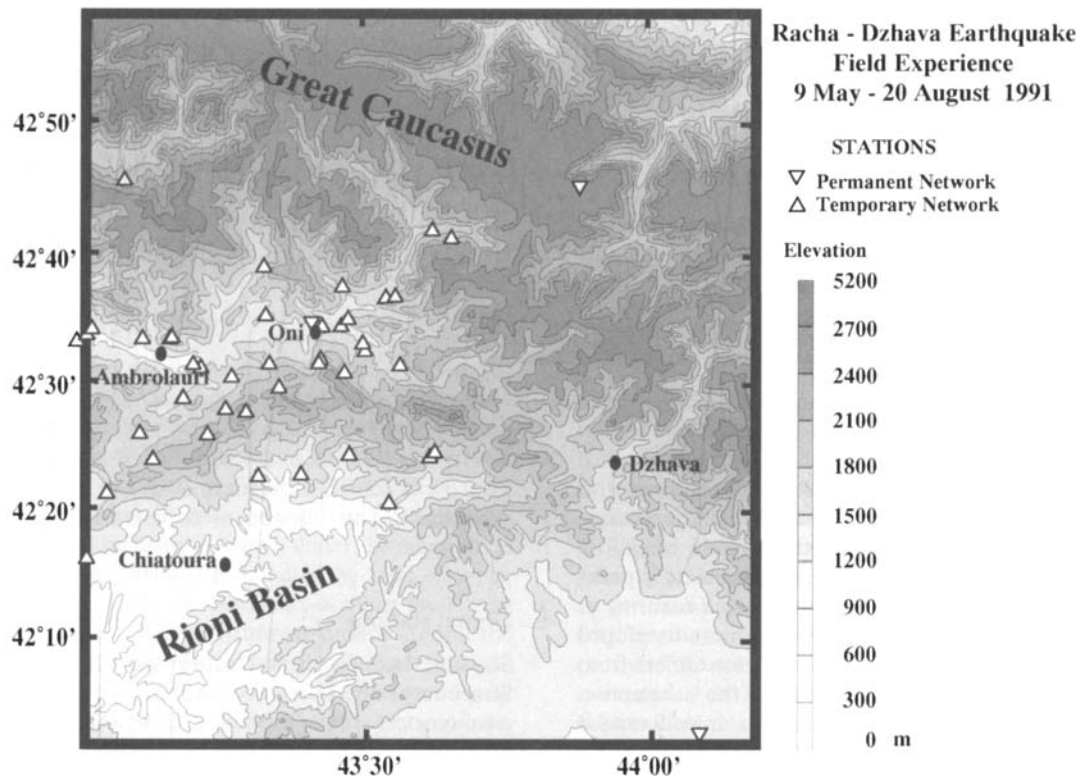 Racha - Dzhava Earthquake
Field Experience
9 May - 20 August 1991
STATIONS
Permanent Network
Temporary Network
Elevation
5200
2700
2400
2100
1800
1500
1200
900
600
300
0 m
42°50'
42°40'
42°30'
42°20'
42°10'
43°30'
44°00'
Great Caucasus
Oni
Ambrolauri
Dzhava
Chiatoura
Rioni Basin